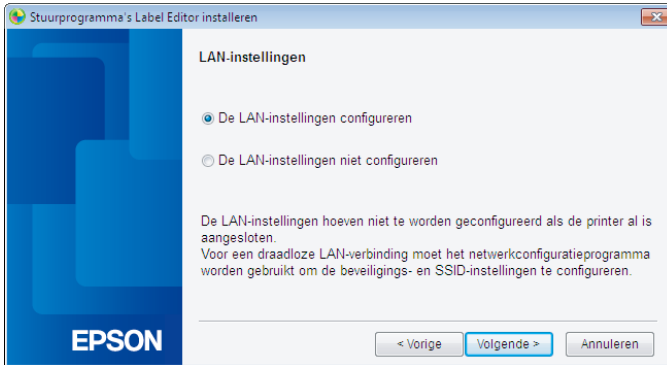 Stuurprogramma's Label Editor installeren
LAN-instellingen
De LAN-instellingen configureren
De LAN-instellingen niet configureren
De LAN-instellingen hoeven niet te worden geconfigureerd als de printer al is
aangesloten.
Voor een draadloze LAN-verbinding moet het netwerkconfiguratieprogramma
worden gebruikt om de beveiligings- en SSID-instellingen te configureren.
EPSON
< Vorige
Volgende >
Annuleren